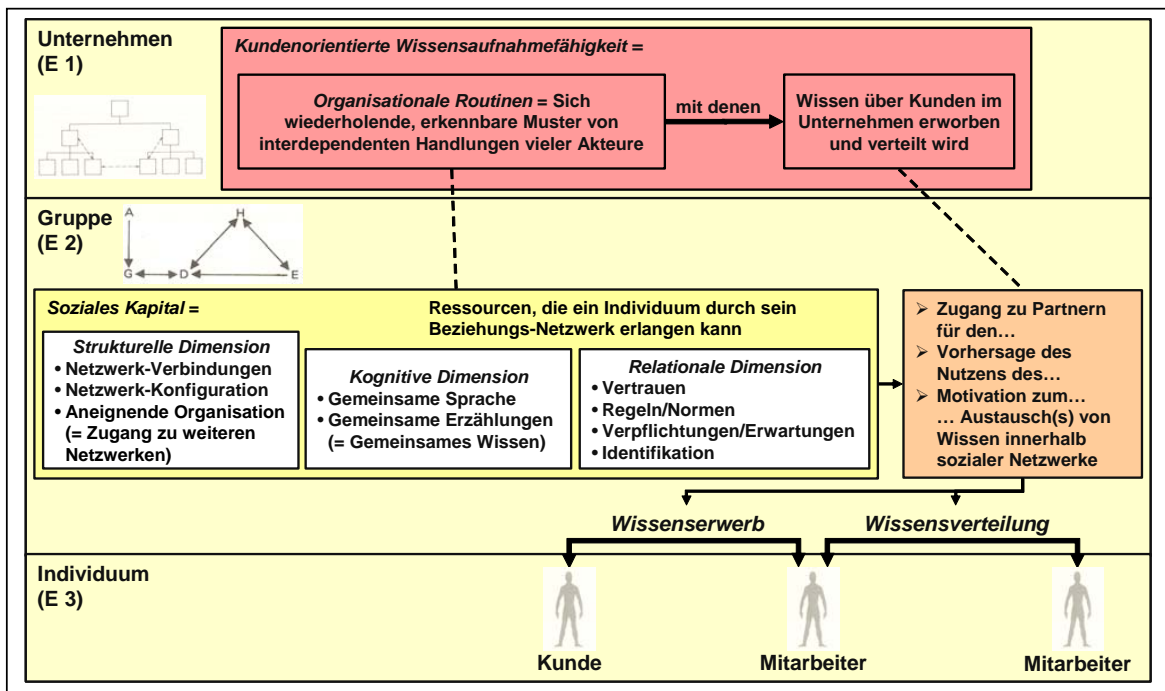 Unternehmen
(E 1)
Kundenorientierte Wissensaufnahmefähigkeit =
Organisationale Routinen = Sich
wiederholende, erkennbare Muster von
interdependenten Handlungen vieler Akteure
mit denen
Wissen über Kunden im
Unternehmen erworben
und verteilt wird
Gruppe
(E 2)
A
H
G
D
E
Soziales Kapital =
Ressourcen, die ein Individuum durch sein
Beziehungs-Netzwerk erlangen kann
Strukturelle Dimension
• Netzwerk-Verbindungen
• Netzwerk-Konfiguration
• Aneignende Organisation
(= Zugang zu weiteren
Netzwerken)
Kognitive Dimension
• Gemeinsame Sprache
• Gemeinsame Erzählungen
(= Gemeinsames Wissen)
Relationale Dimension
• Vertrauen
• Regeln/Normen
• Verpflichtungen/Erwartungen
• Identifikation
➢ Zugang zu Partnern
für den…
➢ Vorhersage des
Nutzens des…
➢ Motivation zum…
… Austausch(s) von
Wissen innerhalb
sozialer Netzwerke
Wissenserwerb
Wissensverteilung
Individuum
(E 3)
Kunde
Mitarbeiter
Mitarbeiter